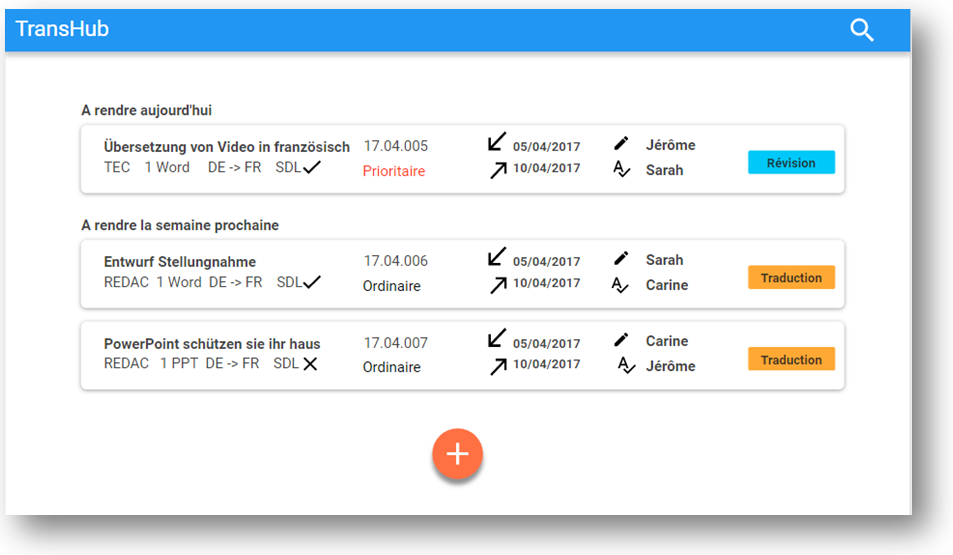 TransHub
A rendre aujourd'hui
Übersetzung von Video in französisch 17.04.005 05/04/2017 Jérôme
TEC 1 Word DE -> FR SDL Prioritaire 10/04/2017 Sarah Révision
A rendre la semaine prochaine
Entwurf Stellungnahme 17.04.006 05/04/2017 Sarah
REDAC 1 Word DE -> FR SDL Ordinaire 10/04/2017 Carine Traduction
PowerPoint schützen sie ihr haus 17.04.007 05/04/2017 Carine
REDAC 1 PPT DE -> FR SDL Ordinaire 10/04/2017 Jérôme Traduction